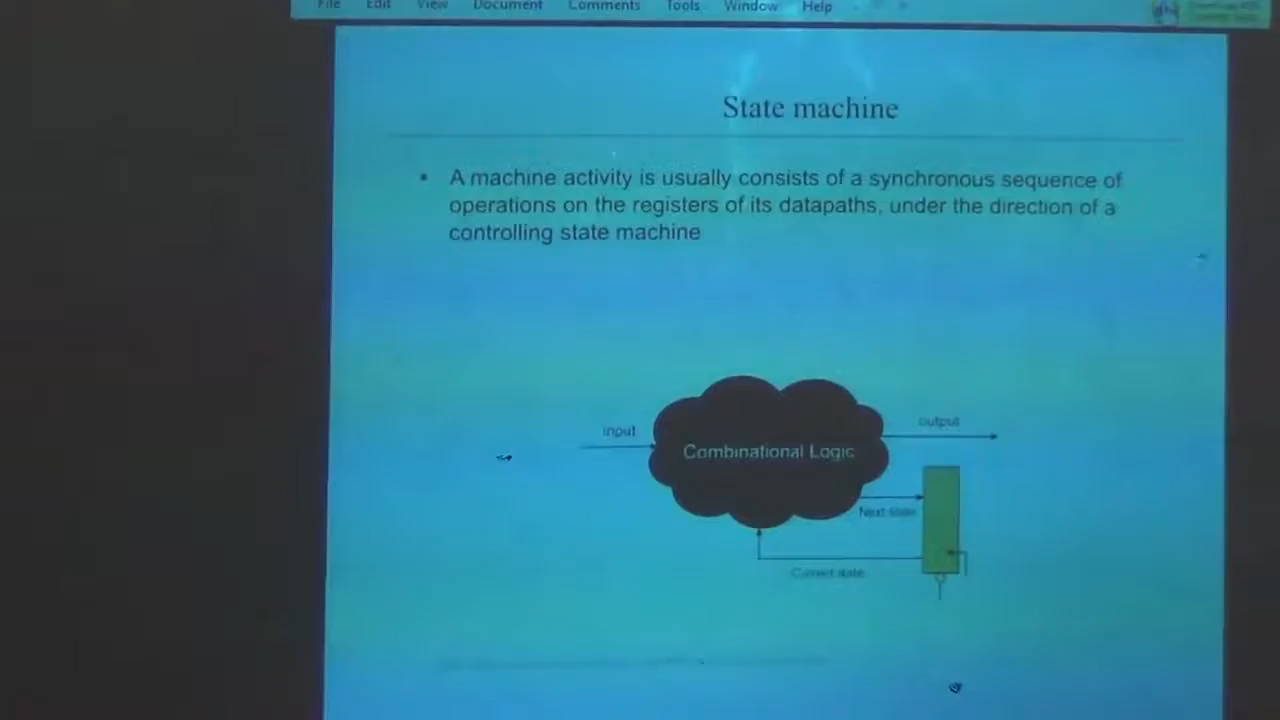 File Edit View Document Comments Tools Window Help
State machine
• A machine activity is usually consists of a synchronous sequence of
operations on the registers of its datapaths, under the direction of a
controlling state machine
input
output
Combinational Logic
Next state
Current state